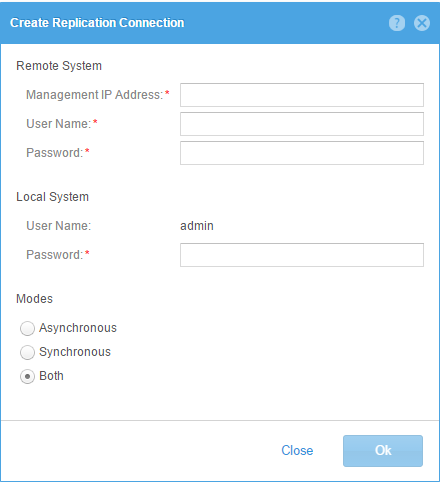 Create Replication Connection ?
Remote System
Management IP Address:*
User Name:*
Password:*
Local System
User Name: admin
Password:*
Modes
Asynchronous
Synchronous
Both
Close Ok